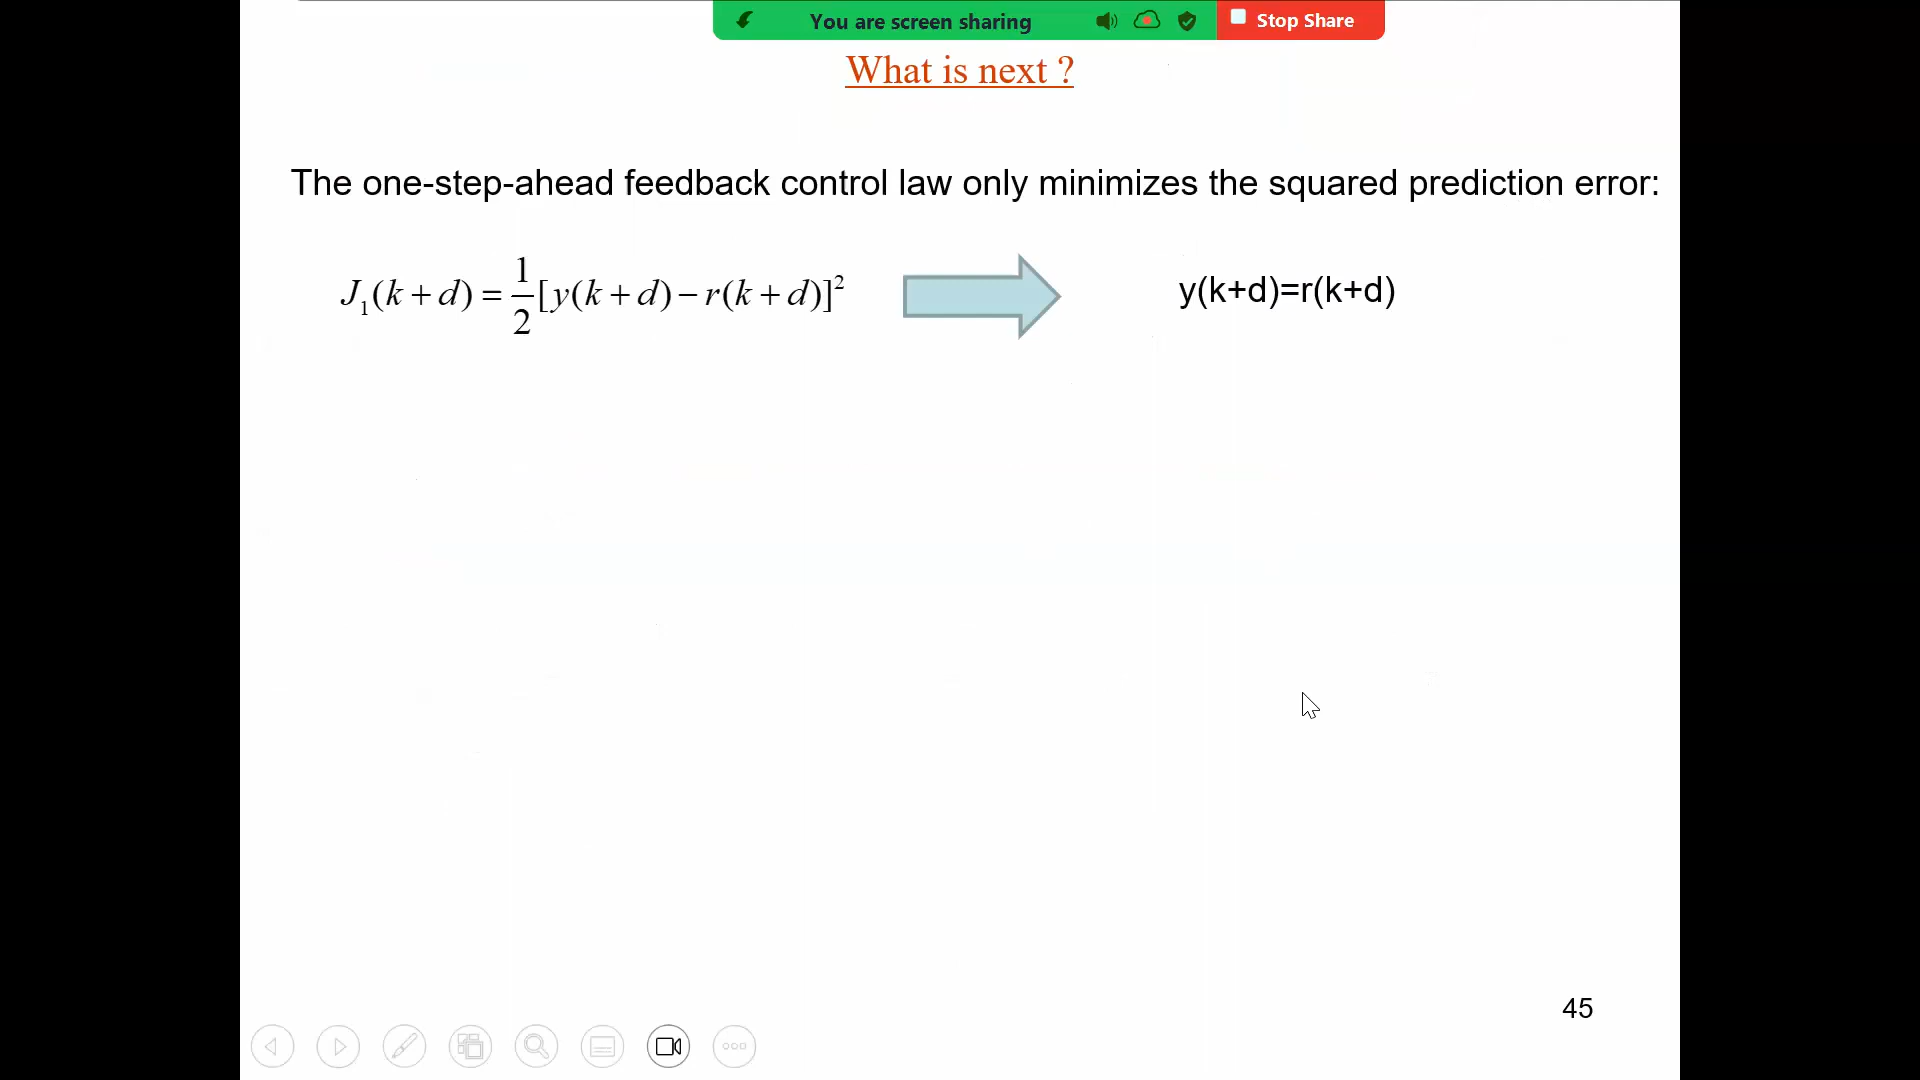 You are screen sharing
Stop Share
What is next ?
The one-step-ahead feedback control law only minimizes the squared prediction error:
J₁(k + d) = 1/2 [y(k + d) − r(k + d)]²
y(k+d)=r(k+d)
45